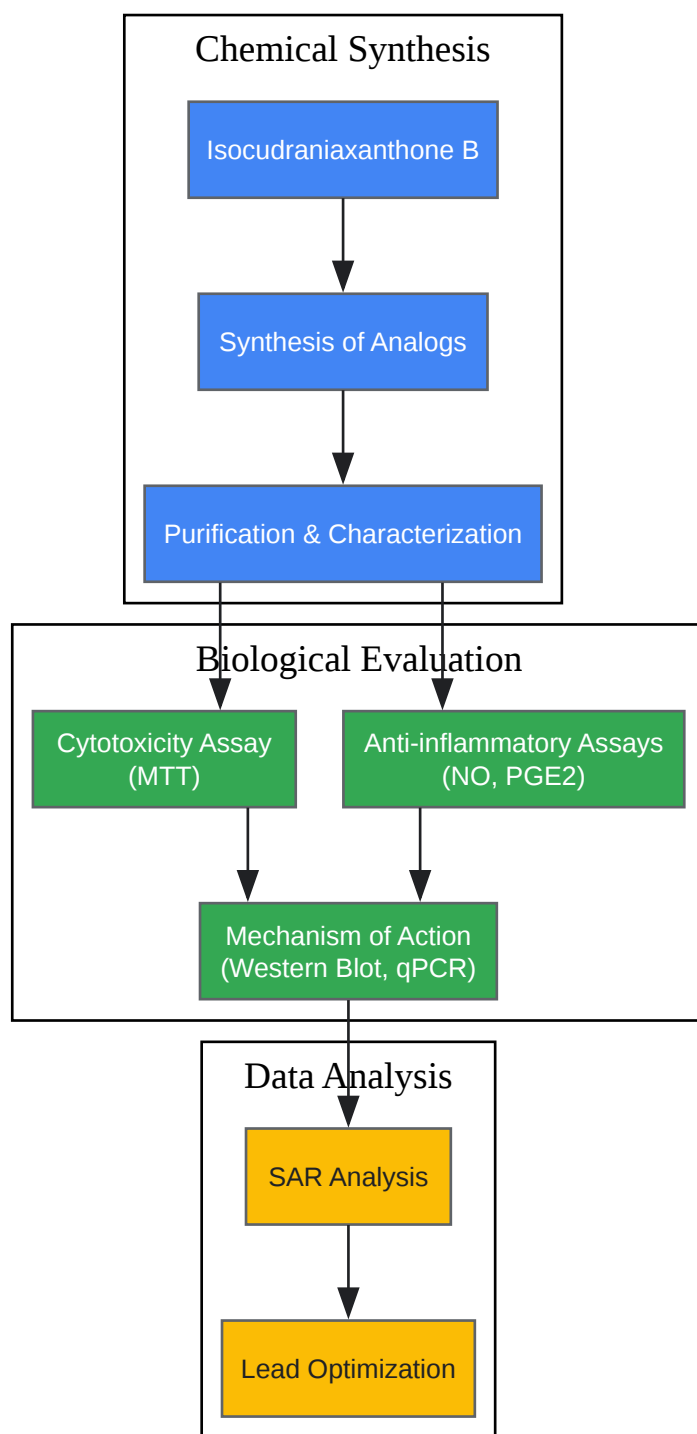 Chemical Synthesis
Isocudraniaxanthone B
Synthesis of Analogs
Purification & Characterization
Biological Evaluation
Cytotoxicity Assay
(MTT)
Anti-inflammatory Assays
(NO, PGE2)
Mechanism of Action
(Western Blot, qPCR)
Data Analysis
SAR Analysis
Lead Optimization